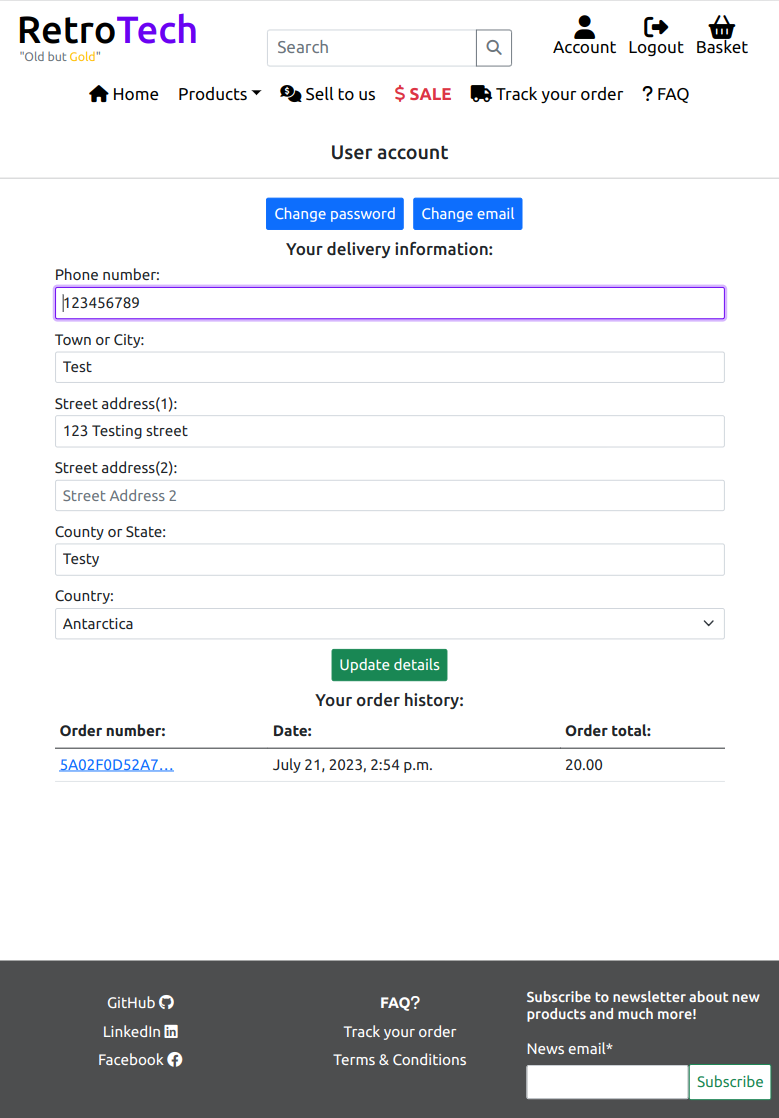 RetroTech
"Old but Gold"
Search
Account Logout Basket
Home Products Sell to us $ SALE Track your order ? FAQ
User account
Change password Change email
Your delivery information:
Phone number:
123456789
Town or City:
Test
Street address(1):
123 Testing street
Street address(2):
Street Address 2
County or State:
Testy
Country:
Antarctica
Update details
Your order history:
Order number: Date: Order total:
5A02F0D52A7... July 21, 2023, 2:54 p.m. 20.00
GitHub
LinkedIn
Facebook
FAQ?
Track your order
Terms & Conditions
Subscribe to newsletter about new
products and much more!
News email*
Subscribe